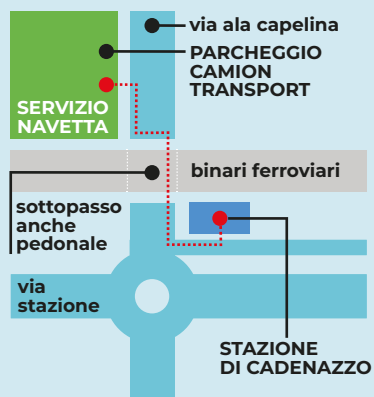 via ala capelina
PARCHEGGIO
CAMION
TRANSPORT
SERVIZIO
NAVETTA
binari ferroviari
sottopasso
anche
pedonale
via
stazione
STAZIONE
DI CADENAZZO